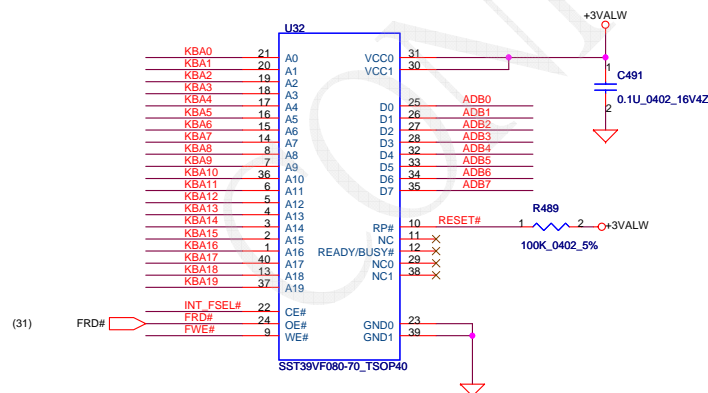 +3VALW
U32
KBA0 21 A0 VCC0 31
KBA1 20 A1 VCC1 30
KBA2 19 A2
KBA3 18 A3
KBA4 17 A4 D0 25 ADB0
KBA5 16 A5 D1 26 ADB1
KBA6 15 A6 D2 27 ADB2
KBA7 14 A7 D3 28 ADB3
KBA8 8 A8 D4 32 ADB4
KBA9 7 A9 D5 33 ADB5
KBA10 36 A10 D6 34 ADB6
KBA11 6 A11 D7 35 ADB7
KBA12 5 A12
KBA13 4 A13
KBA14 3 A14 RP# 10 RESET#
KBA15 2 A15 NC 11
KBA16 1 A16 READY/BUSY# 12
KBA17 40 A17 NC0 29
KBA18 13 A18 NC1 38
KBA19 37 A19
1
C491
0.1U_0402_16V4Z
2
R489
1 2 +3VALW
100K_0402_5%
INT_FSEL# 22 CE# GND0 23
(31) FRD# FRD# 24 OE# GND1 39
FWE# 9 WE#
SST39VF080-70_TSOP40